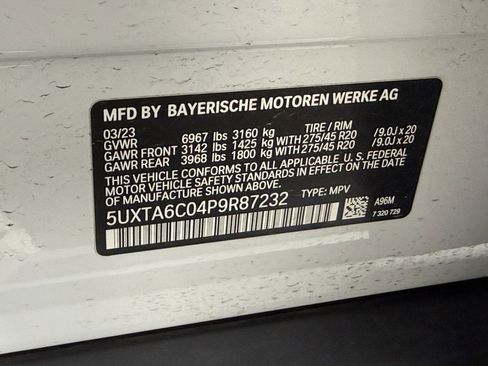 MFD BY BAYERISCHE MOTOREN WERKE AG
03/23 TIRE / RIM
GVWR 6967 lbs 3160 kg
GAWR FRONT 3142 lbs 1425 kg WITH 275/45 R20 /9.0J x 20
GAWR REAR 3968 lbs 1800 kg WITH 275/45 R20 /9.0J x 20
THIS VEHICLE CONFORMS TO ALL APPLICABLE U.S. FEDERAL
MOTOR VEHICLE SAFETY STANDARDS IN EFFECT ON THE DATE
OF MANUFACTURE SHOWN ABOVE.
5UXTA6C04P9R87232 TYPE: MPV
A96M
7 320 729